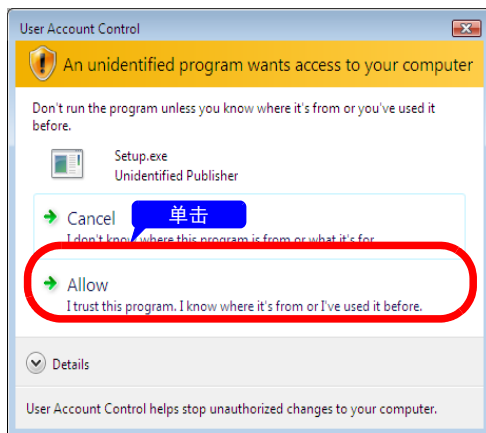 User Account Control
An unidentified program wants access to your computer
Don't run the program unless you know where it's from or you've used it
before.
Setup.exe
Unidentified Publisher
Cancel
单击
I don't know where this program is from or what it's for.
Allow
I trust this program. I know where it's from or I've used it before.
Details
User Account Control helps stop unauthorized changes to your computer.